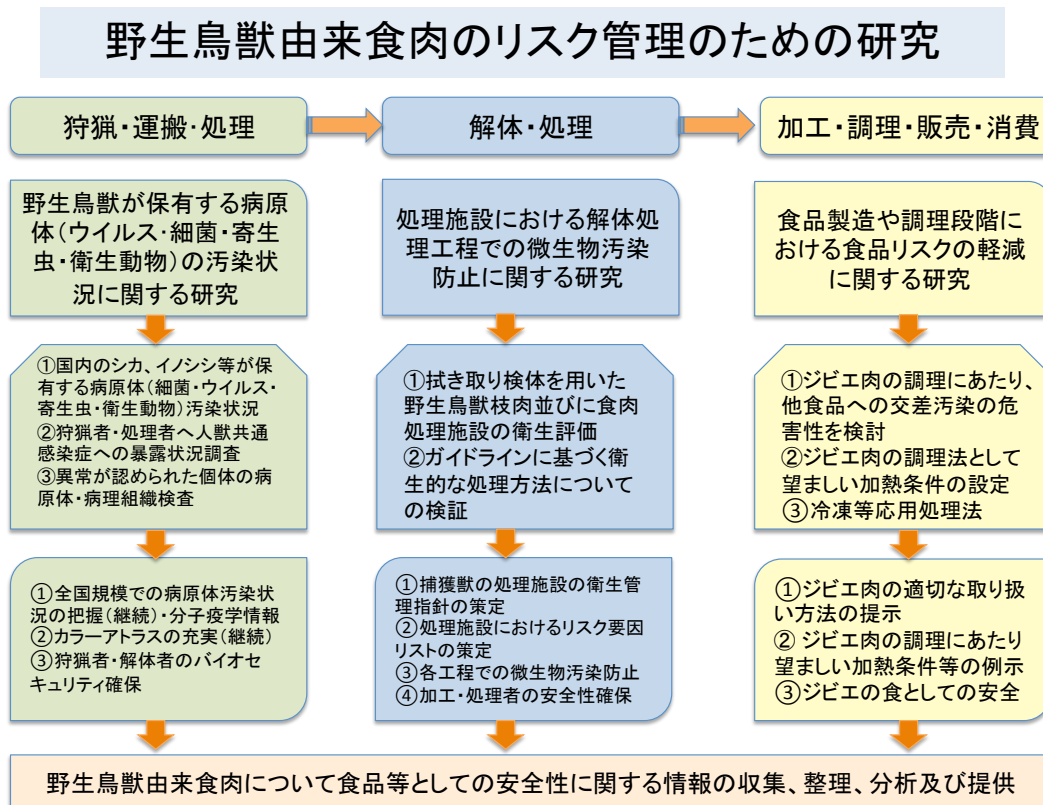 野生鳥獣由来食肉のリスク管理のための研究
狩猟・運搬・処理
解体・処理
加工・調理・販売・消費
野生鳥獣が保有する病原
体(ウイルス・細菌・寄生
虫・衛生動物)の汚染状
況に関する研究
処理施設における解体処
理工程での微生物汚染
防止に関する研究
食品製造や調理段階に
おける食品リスクの軽減
に関する研究
①国内のシカ、イノシシ等が保
有する病原体(細菌・ウイルス・
寄生虫・衛生動物)汚染状況
②狩猟者・処理者へ人獣共通
感染症への暴露状況調査
③異常が認められた個体の病
原体・病理組織検査
①拭き取り検体を用いた
野生鳥獣枝肉並びに食肉
処理施設の衛生評価
②ガイドラインに基づく衛
生的な処理方法について
の検証
①ジビエ肉の調理にあたり、
他食品への交差汚染の危
害性を検討
②ジビエ肉の調理法として
望ましい加熱条件の設定
③冷凍等応用処理法
①全国規模での病原体汚染状
況の把握(継続)・分子疫学情報
②カラーアトラスの充実(継続)
③狩猟者・解体者のバイオセ
キュリティ確保
①捕獲獣の処理施設の衛生管
理指針の策定
②処理施設におけるリスク要因
リストの策定
③各工程での微生物汚染防止
④加工・処理者の安全性確保
①ジビエ肉の適切な取り扱
い方法の提示
② ジビエ肉の調理にあたり
望ましい加熱条件等の例示
③ジビエの食としての安全
野生鳥獣由来食肉について食品等としての安全性に関する情報の収集、整理、分析及び提供